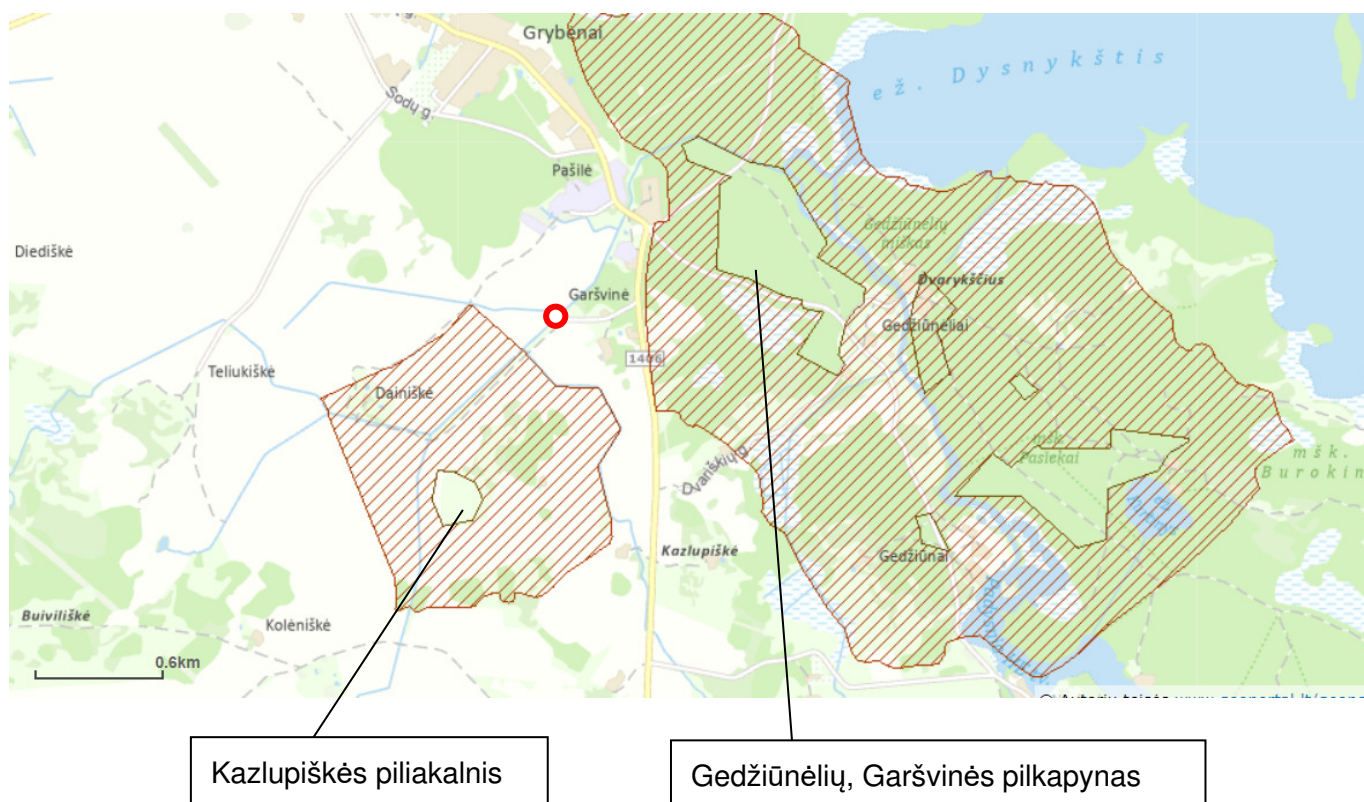 Grybėnai
ež. Dysnykštis
Sodų g.
Pašilė
Gedžiūnėlių
miškas
Diediškė
Dvarykščius
Garšvinė
Gedžiūnėliai
1406
Teliukiškė
Dainiškė
mšk.
Pasiekai
mšk.
Burokin
Dvariškių g.
Kazlupiškė
Gedžiūnai
Buiviliškė
Kolėniškė
0.6km
Kazlupiškės piliakalnis
Gedžiūnėlių, Garšvinės pilkapynas